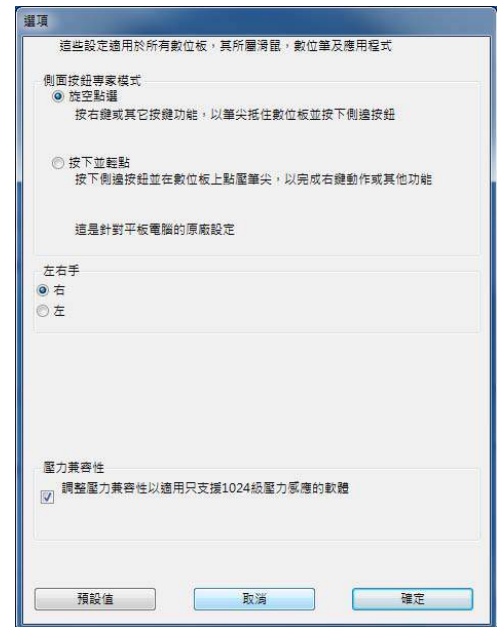 選項
這些設定適用於所有數位板，其所屬滑鼠，數位筆及應用程式
側面按鈕專家模式
旋空點選
按右鍵或其它按鍵功能，以筆尖抵住數位板並按下側邊按鈕
按下並輕點
按下側邊按鈕並在數位板上點壓筆尖，以完成右鍵動作或其他功能
這是針對平板電腦的原廠設定
左右手
右
左
壓力兼容性
調整壓力兼容性以適用只支援1024級壓力感應的軟體
預設值
取消
確定